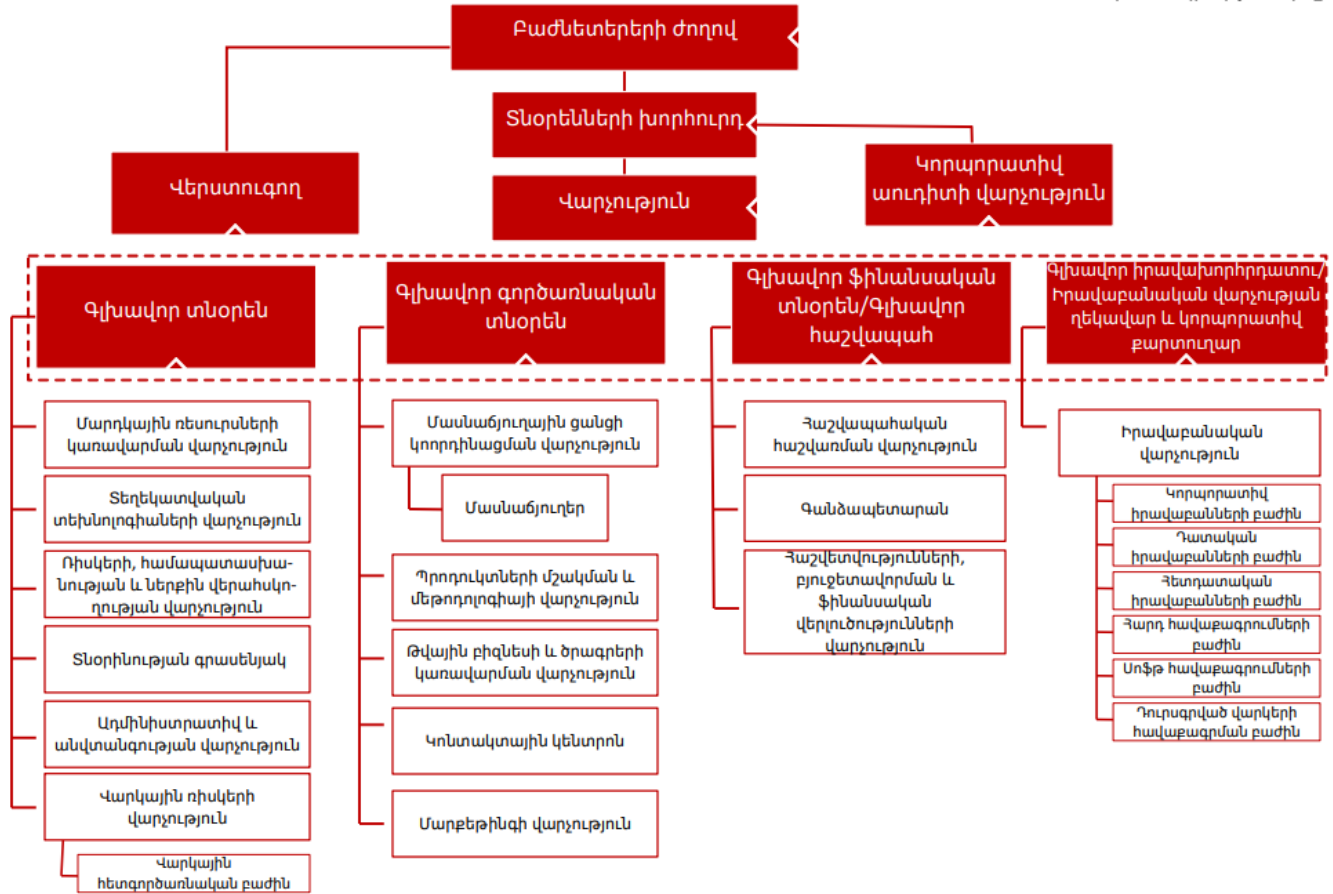 Բաժնետերերի ժողով
Տնօրենների խորհուրդ
Վերստուգող
Վարչություն
Կորպորատիվ
աուդիտի վարչություն
Գլխավոր տնօրեն
Մարդկային ռեսուրսների
կառավարման վարչություն
Տեղեկատվական
տեխնոլոգիաների վարչություն
Ռիսկերի, համապատասխա-
նության և ներքին վերահսկո-
ղության վարչություն
Տնօրինության գրասենյակ
Ադմինիստրատիվ և
անվտանգության վարչություն
Վարկային ռիսկերի
վարչություն
Վարկային
հետգործառնական բաժին
Գլխավոր գործառնական
տնօրեն
Մասնաճյուղային ցանցի
կոորդինացման վարչություն
Մասնաճյուղեր
Պրոդուկտների մշակման և
մեթոդոլոգիայի վարչություն
Թվային բիզնեսի և ծրագրերի
կառավարման վարչություն
Կոնտակտային կենտրոն
Մարքեթինգի վարչություն
Գլխավոր ֆինանսական
տնօրեն/Գլխավոր
հաշվապահ
Հաշվապահական
հաշվառման վարչություն
Գանձապետարան
Հաշվետվությունների,
բյուջետավորման և
ֆինանսական
վերլուծությունների
վարչություն
Գլխավոր իրավախորհրդատու/
Իրավաբանական վարչության
ղեկավար և կորպորատիվ
քարտուղար
Իրավաբանական
վարչություն
Կորպորատիվ
իրավաբանների բաժին
Դատական
իրավաբանների բաժին
Հետդատական
իրավաբանների բաժին
Հարդ հավաքագրումների
բաժին
Սոֆթ հավաքագրումների
բաժին
Դուրսգրված վարկերի
հավաքագրման բաժին